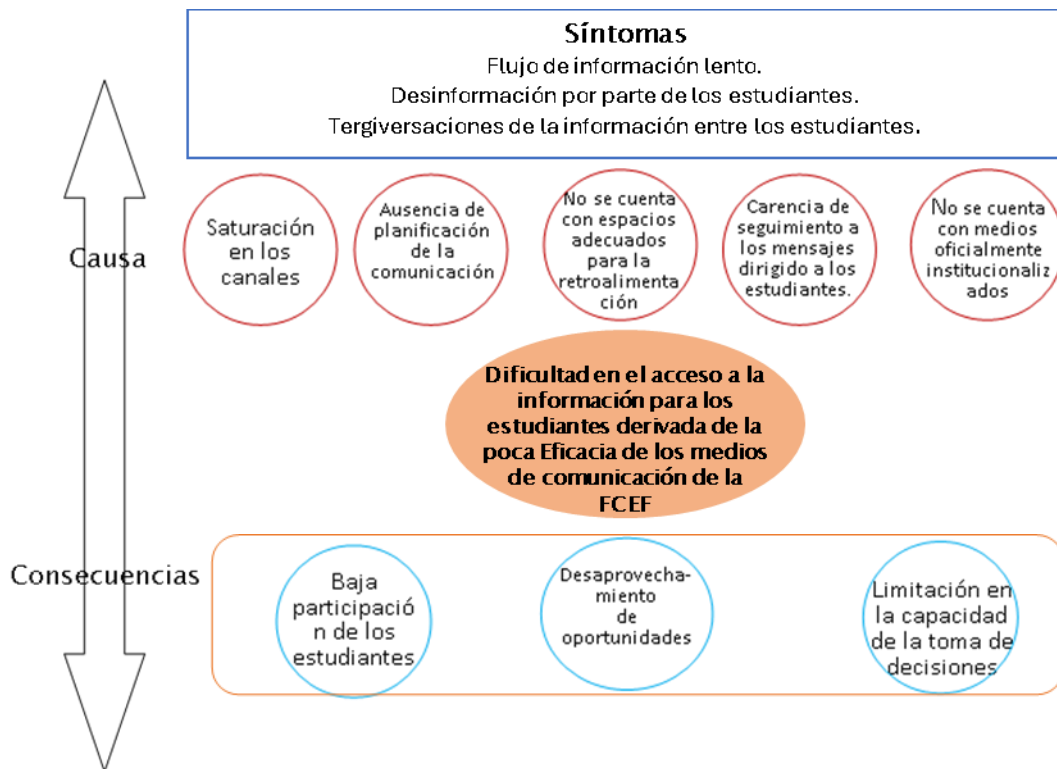 Síntomas
Flujo de información lento.
Desinformación por parte de los estudiantes.
Tergiversaciones de la información entre los estudiantes.
Causa
Saturación
en los
canales
Ausencia de
planificación
de la
comunicación
No se cuenta
con espacios
adecuados
para la
retroalimenta
ción
Carencia de
seguimiento a
los mensajes
dirigido a los
estudiantes.
No se cuenta
con medios
oficialmente
institucionaliz
ados
Dificultad en el acceso a la
información para los
estudiantes derivada de la
poca Eficacia de los medios
de comunicación de la
FCEF
Consecuencias
Baja
participació
n de los
estudiantes
Desaprovecha-
miento
de
oportunidades
Limitación en
la capacidad
de la toma de
decisiones